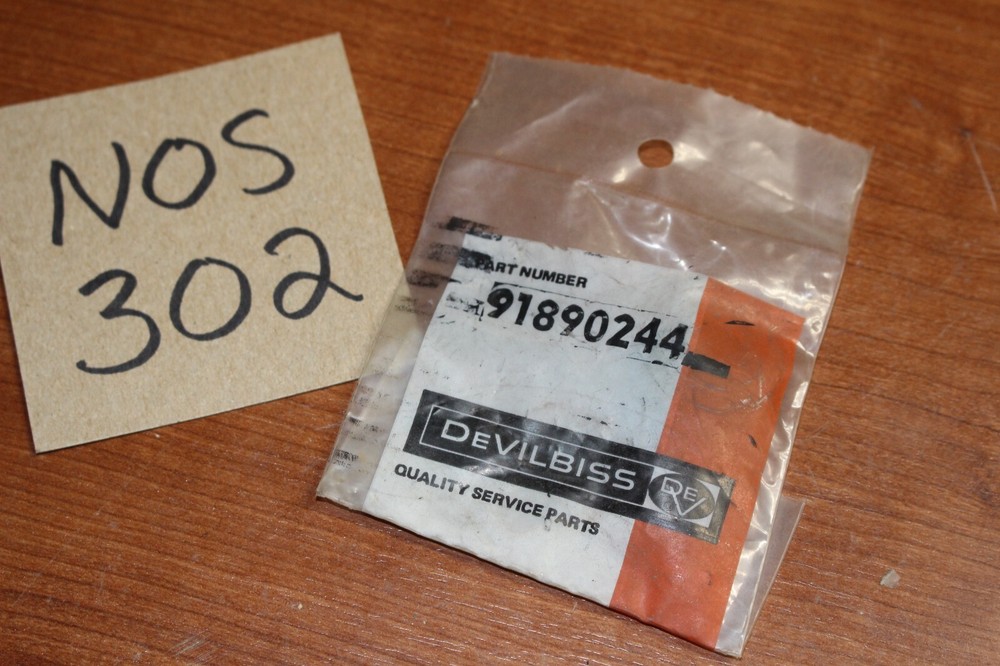 NOS
302
PART NUMBER
91890244
DEVILBISS
DEV
QUALITY SERVICE PARTS